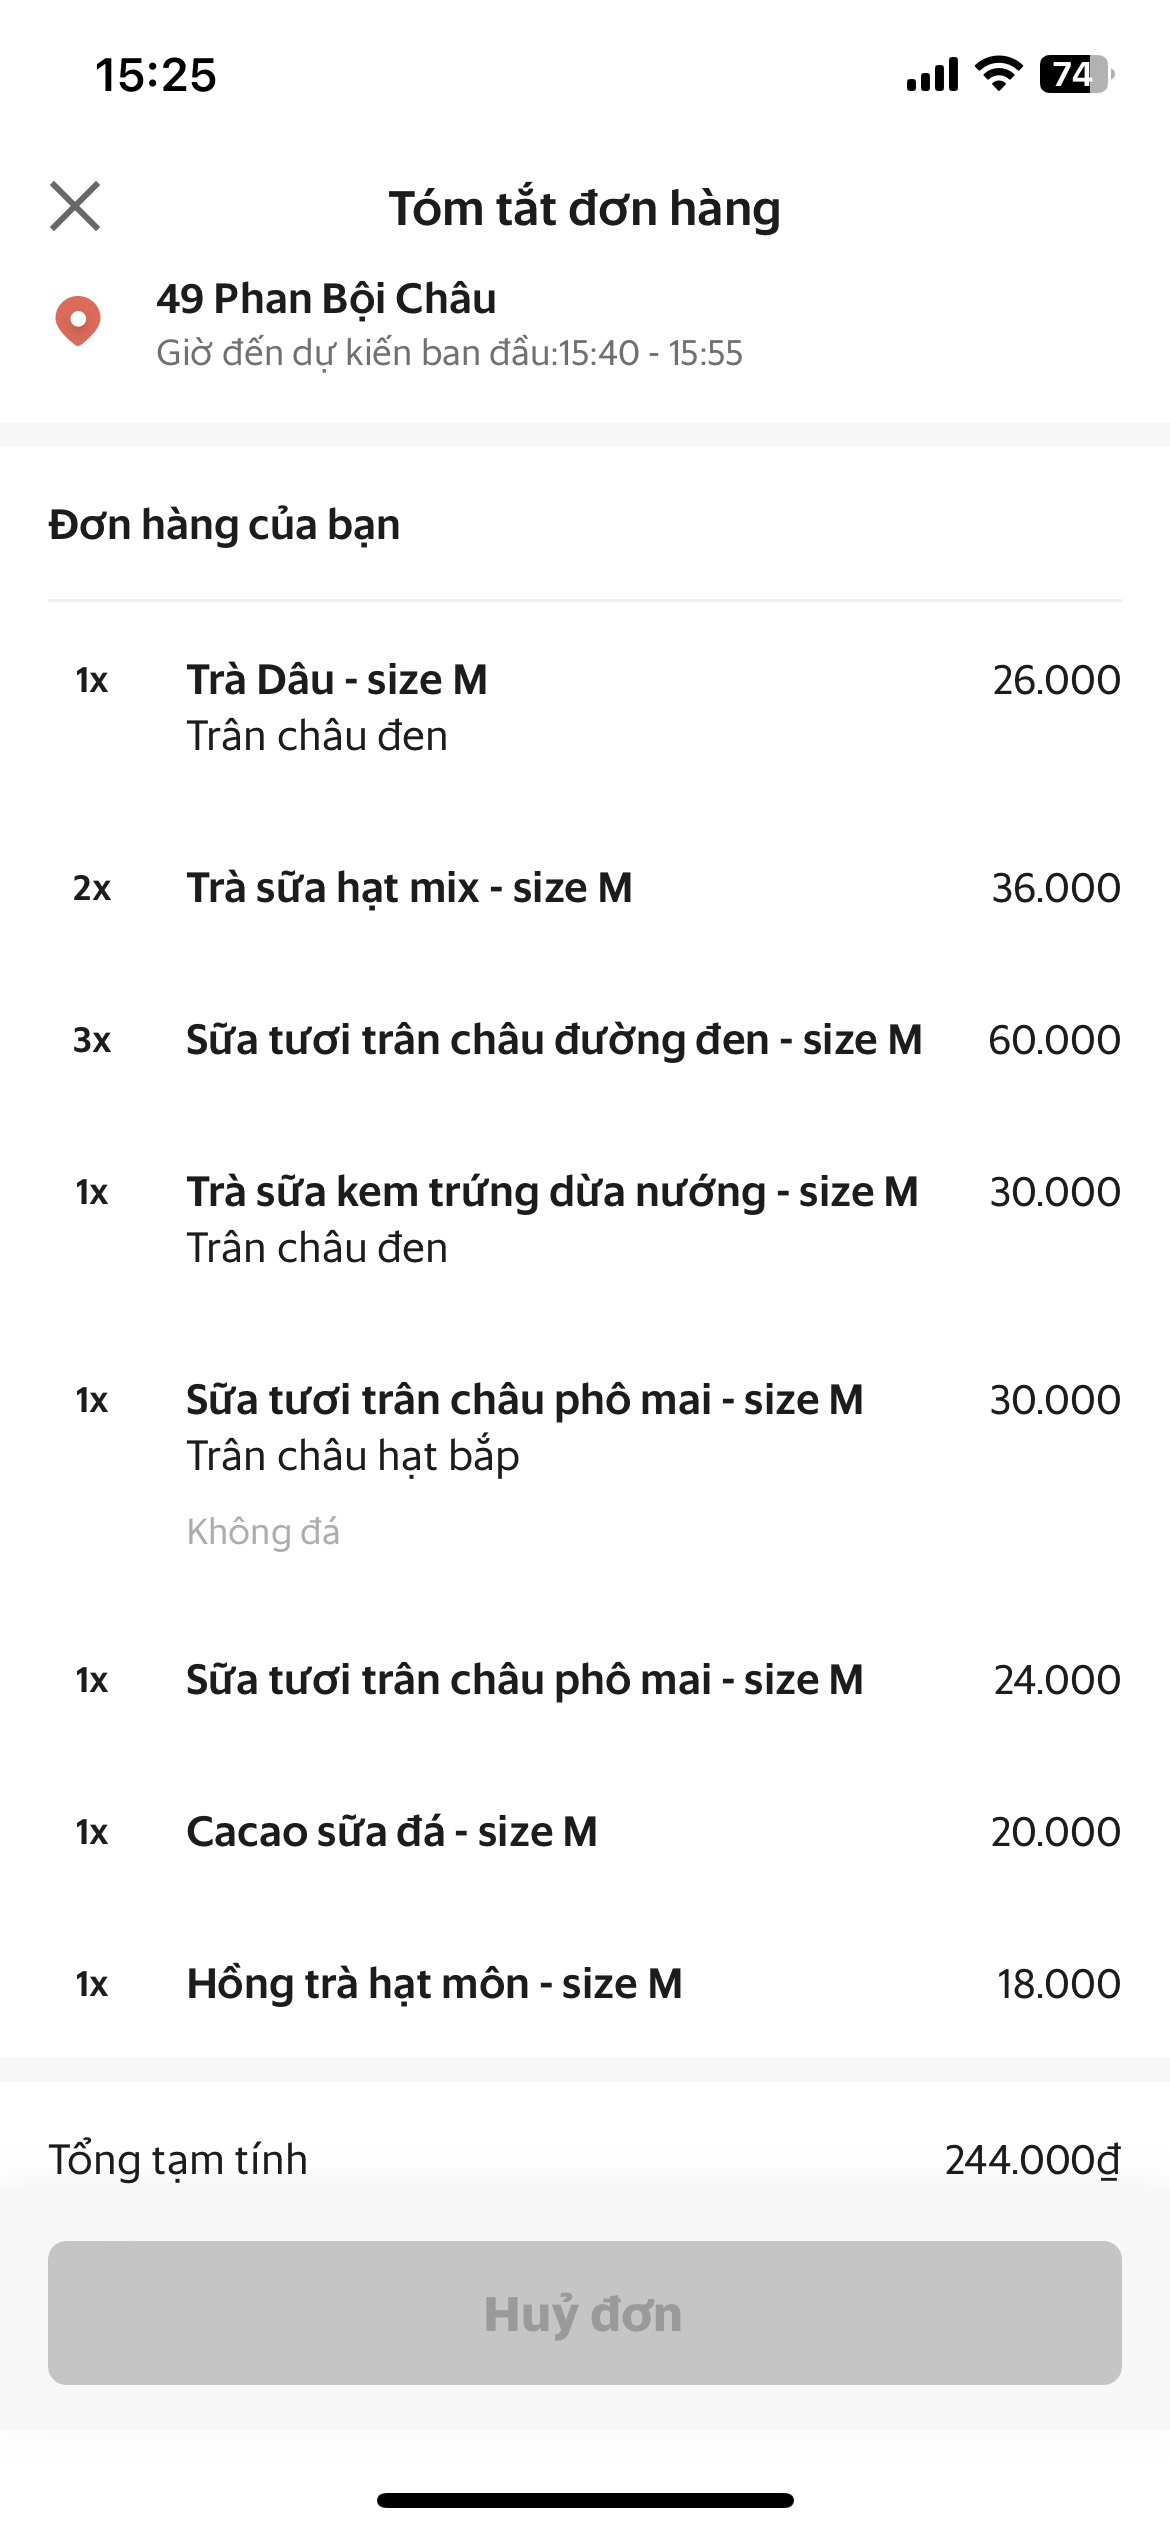 15:25
74
Tóm tắt đơn hàng
49 Phan Bội Châu
Giờ đến dự kiến ban đầu:15:40 - 15:55
Đơn hàng của bạn
1x Trà Dâu - size M 26.000
Trân châu đen
2x Trà sữa hạt mix - size M 36.000
3x Sữa tươi trân châu đường đen - size M 60.000
1x Trà sữa kem trứng dừa nướng - size M 30.000
Trân châu đen
1x Sữa tươi trân châu phô mai - size M 30.000
Trân châu hạt bắp
Không đá
1x Sữa tươi trân châu phô mai - size M 24.000
1x Cacao sữa đá - size M 20.000
1x Hồng trà hạt môn - size M 18.000
Tổng tạm tính 244.000₫
Huỷ đơn